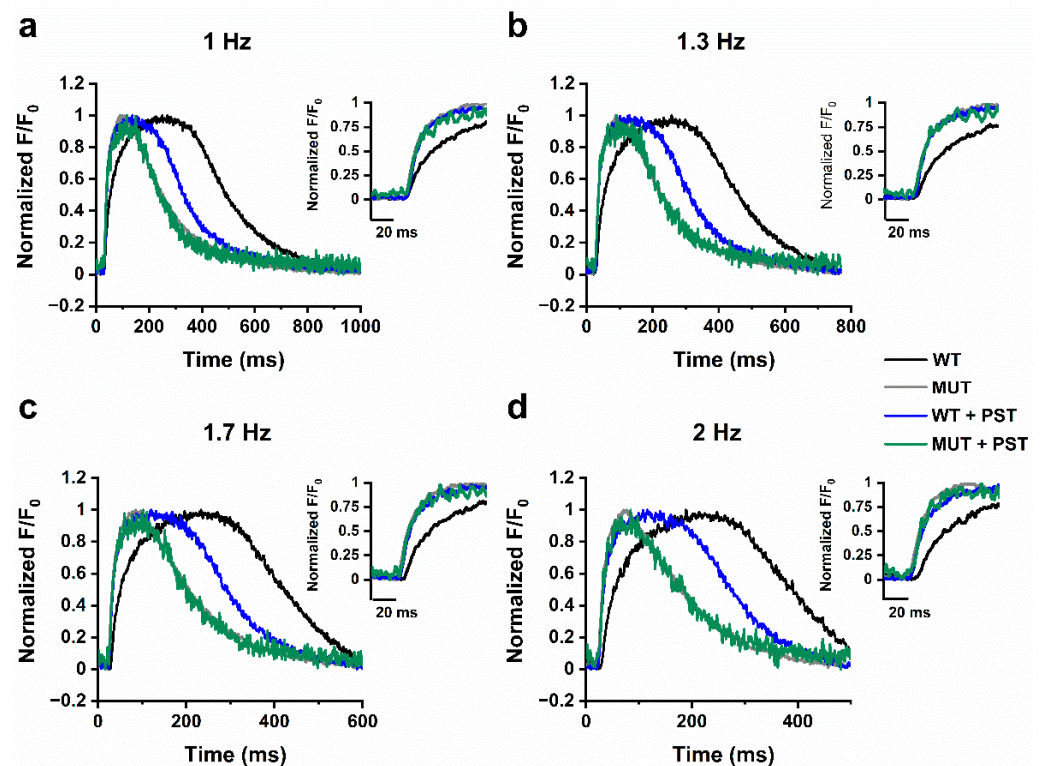 a
1 Hz
Normalized F/F0
1.2
1
0.8
0.6
0.4
0.2
0
−0.2
0 200 400 600 800 1000
Time (ms)
Normalized F/F0
1
0.75
0.5
0.25
0
20 ms
b
1.3 Hz
Normalized F/F0
1.2
1
0.8
0.6
0.4
0.2
0
−0.2
0 200 400 600 800
Time (ms)
Normalized F/F0
1
0.75
0.5
0.25
0
20 ms
WT
MUT
WT + PST
MUT + PST
c
1.7 Hz
Normalized F/F0
1.2
1
0.8
0.6
0.4
0.2
0
−0.2
0 200 400 600
Time (ms)
Normalized F/F0
1
0.75
0.5
0.25
0
20 ms
d
2 Hz
Normalized F/F0
1.2
1
0.8
0.6
0.4
0.2
0
−0.2
0 200 400
Time (ms)
Normalized F/F0
1
0.75
0.5
0.25
0
20 ms